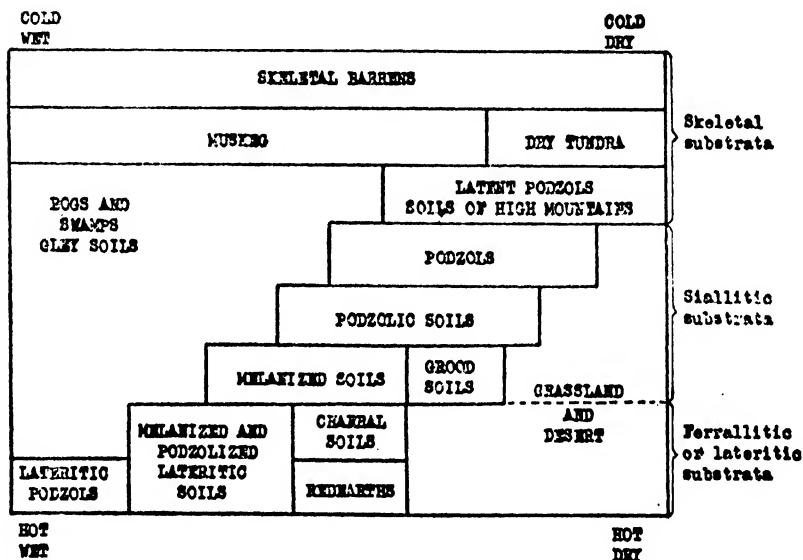 COLD
WET
COLD
DRY
SKELETAL BARRENS
MUSKEG
DRY TUNDRA
Skeletal
substrata
LATENT PODZOLS
SOILS OF HIGH MOUNTAINS
BOGS AND
SWAMPS
GLEY SOILS
PODZOLS
PODZOLIC SOILS
Siallitic
substrata
MELANIZED SOILS
GROOD
SOILS
GRASSLAND
AND
DESERT
MELANIZED AND
PODZOLIZED
LATERITIC
SOILS
CHARRAL
SOILS
Ferrallitic
or lateritic
substrata
LATERITIC
PODZOLS
REDEARTHS
HOT
WET
HOT
DRY